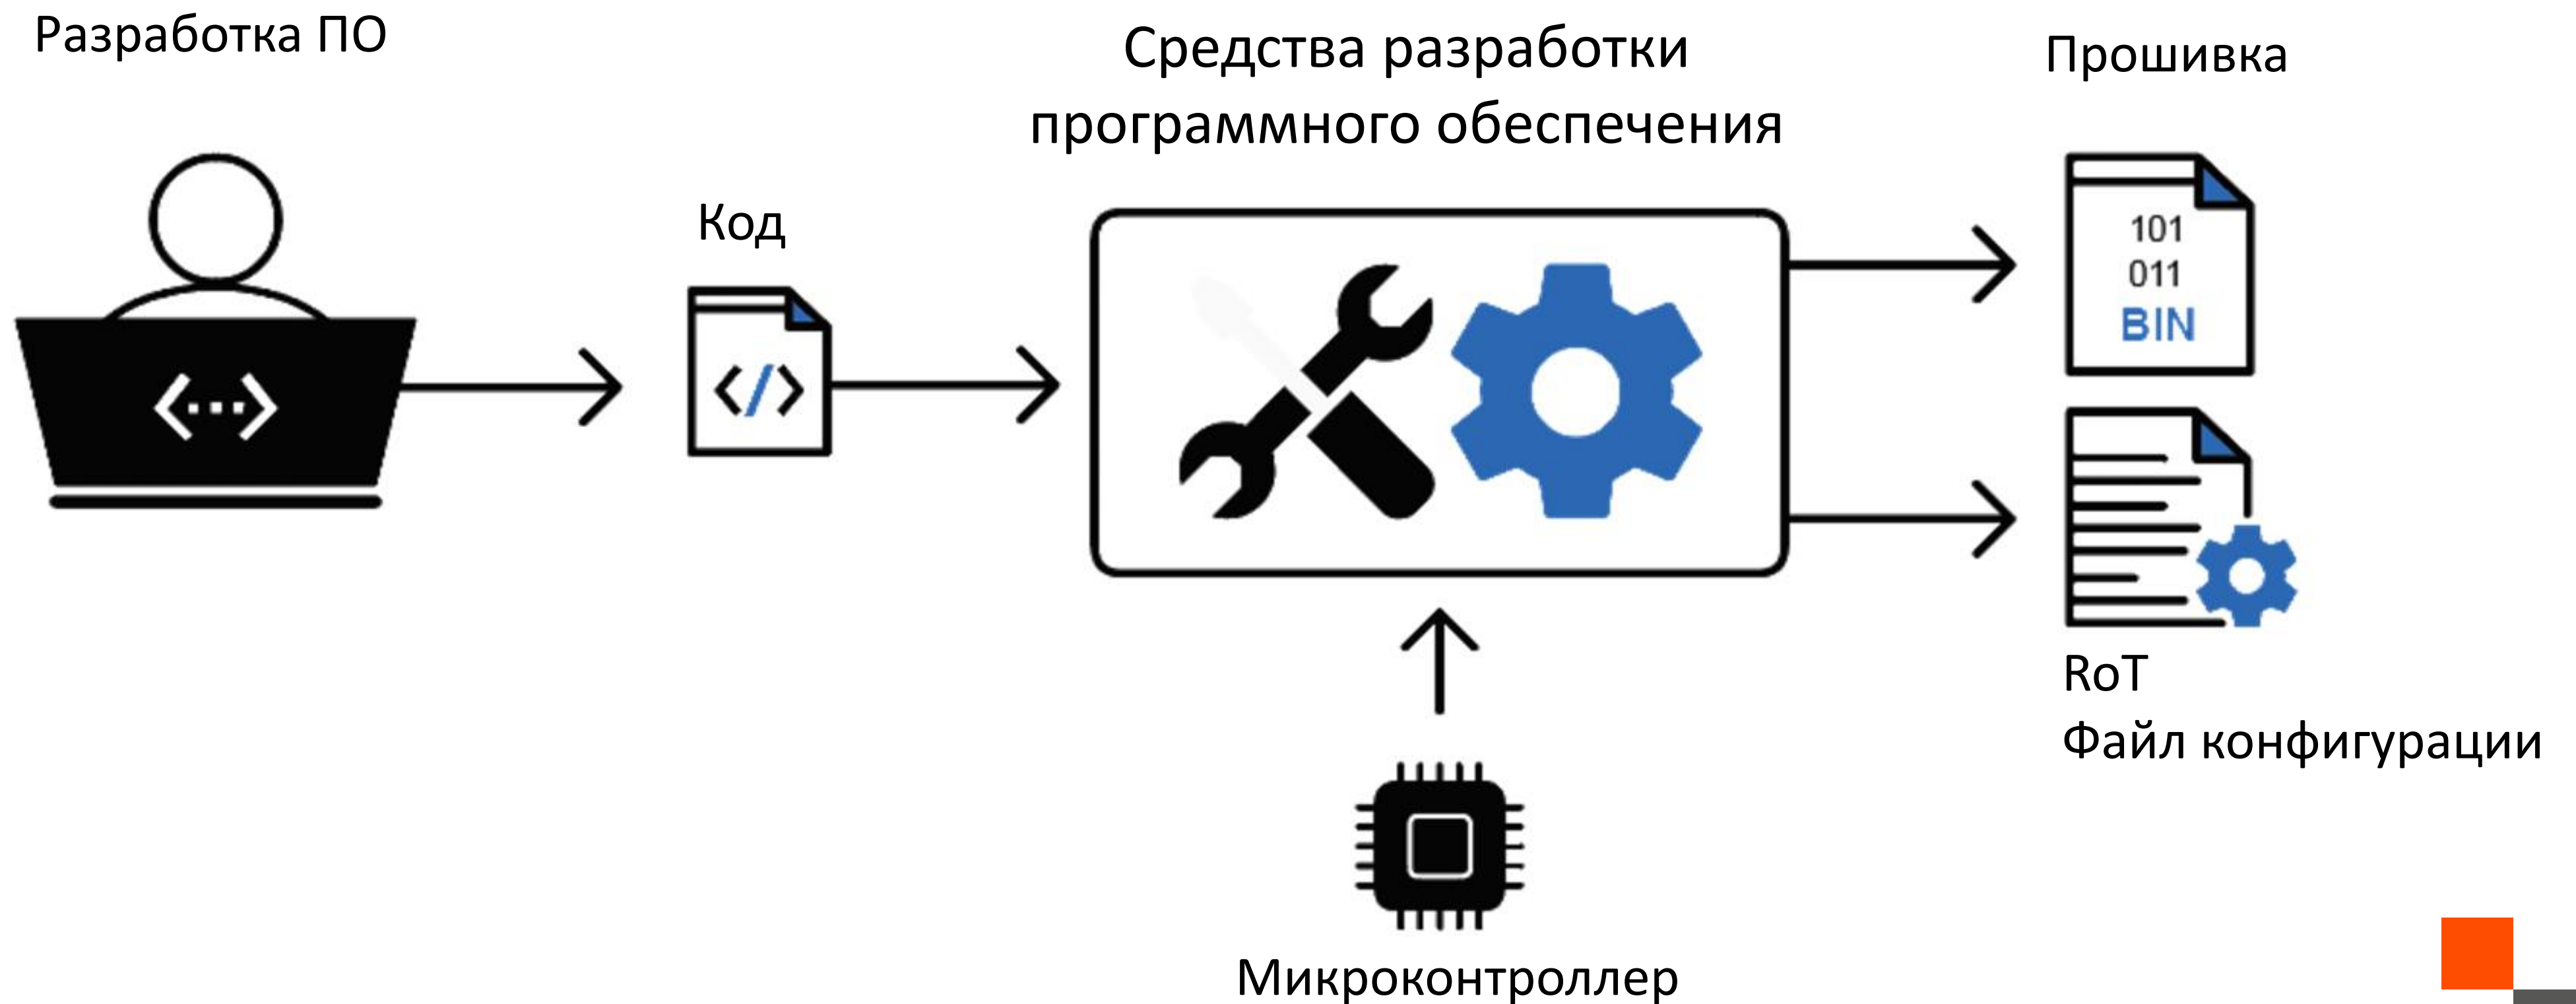 Разработка ПО
Средства разработки
программного обеспечения
Прошивка
Код
<···>
</>
101
011
BIN
RoT
Файл конфигурации
Микроконтроллер